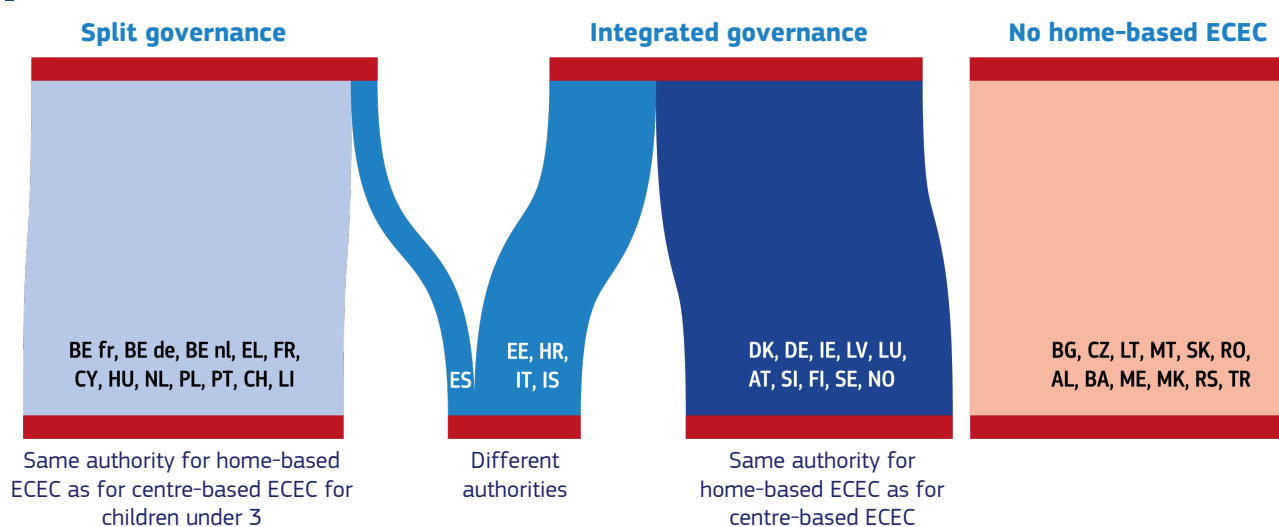 Split governance
Integrated governance
No home-based ECEC
BE fr, BE de, BE nl, EL, FR,
CY, HU, NL, PL, PT, CH, LI
ES
EE, HR,
IT, IS
DK, DE, IE, LV, LU,
AT, SI, FI, SE, NO
BG, CZ, LT, MT, SK, RO,
AL, BA, ME, MK, RS, TR
Same authority for home-based
ECEC as for centre-based ECEC for
children under 3
Different
authorities
Same authority for
home-based ECEC as for
centre-based ECEC